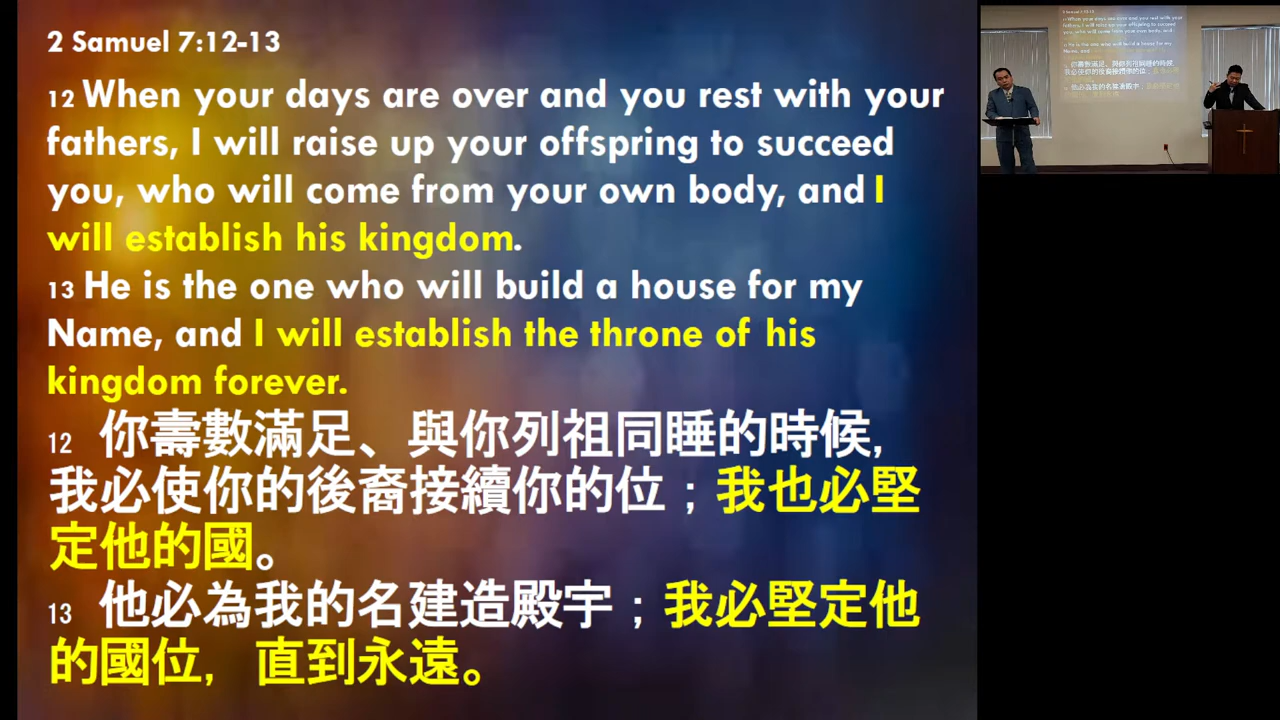 2 Samuel 7:12-13
12 When your days are over and you rest with your
fathers, I will raise up your offspring to succeed
you, who will come from your own body, and I
will establish his kingdom.
13 He is the one who will build a house for my
Name, and I will establish the throne of his
kingdom forever.
12 你壽數滿足、與你列祖同睡的時候,
我必使你的後裔接續你的位；我也必堅
定他的國。
13 他必為我的名建造殿宇；我必堅定他
的國位, 直到永遠。